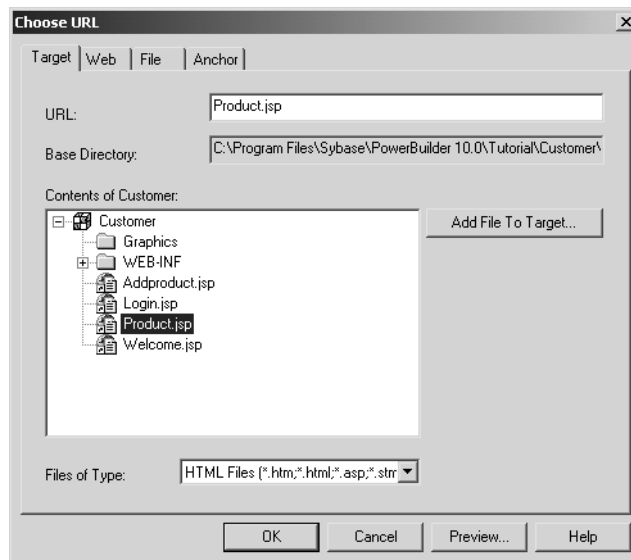 Choose URL
Target Web File Anchor
URL: Product.jsp
Base Directory: C:\Program Files\Sybase\PowerBuilder 10.0\Tutorial\Customer\
Contents of Customer:
Customer Add File To Target...
Graphics
WEB-INF
Addproduct.jsp
Login.jsp
Product.jsp
Welcome.jsp
Files of Type: HTML Files (*.htm;*.html;*.asp;*.stm
OK Cancel Preview... Help